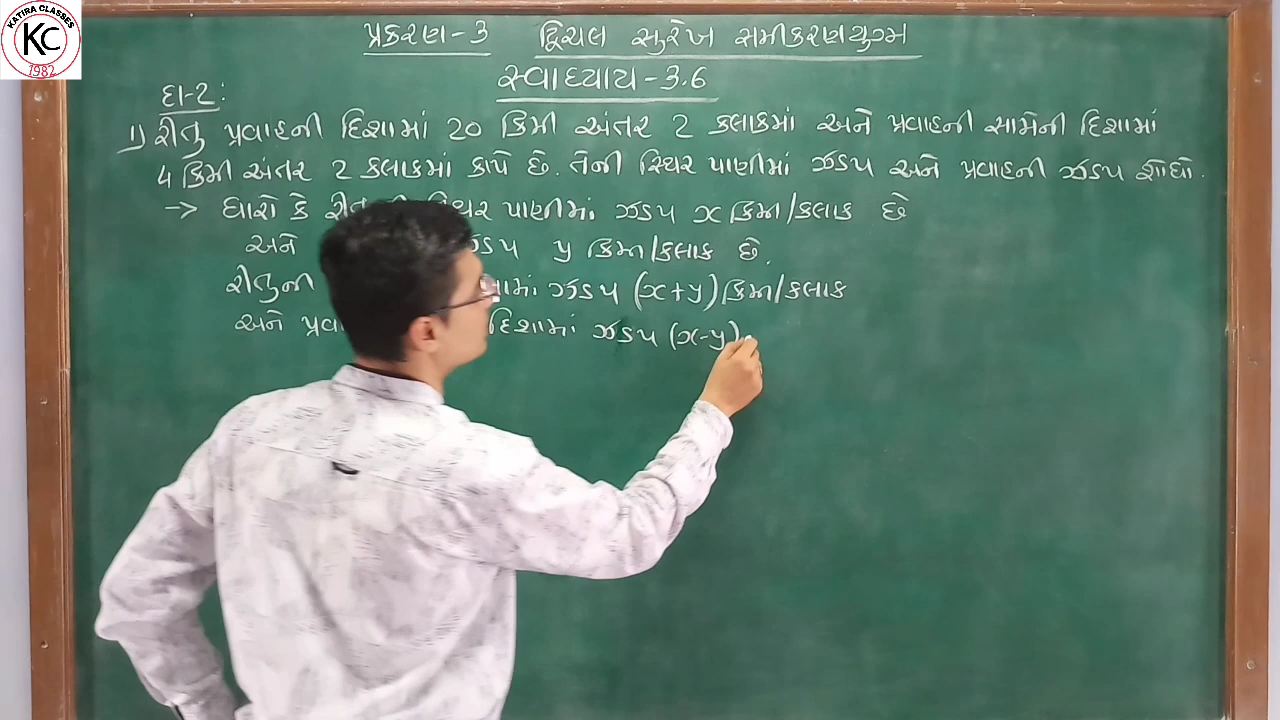 KATIRA CLASSES
KC
1982
પ્રકરણ-3 દ્વિચલ સુરેખ સમીકરણયુગ્મ
સ્વાધ્યાય-3.6
દા-2:
1) રીતુ પ્રવાહની દિશામાં 20 કિમી અંતર 2 કલાકમાં અને પ્રવાહની સામેની દિશામાં
4 કિમી અંતર 2 કલાકમાં કાપે છે. તેની સ્થિર પાણીમાં ઝડપ અને પ્રવાહની ઝડપ શોધો.
→ ધારો કે પાણીમાં ઝડપ x કિમી/કલાક છે
અને y કિમી/કલાક છે.
રીતુની ઝડપ (x+y) કિમી/કલાક
અને દિશામાં ઝડપ (x-y)